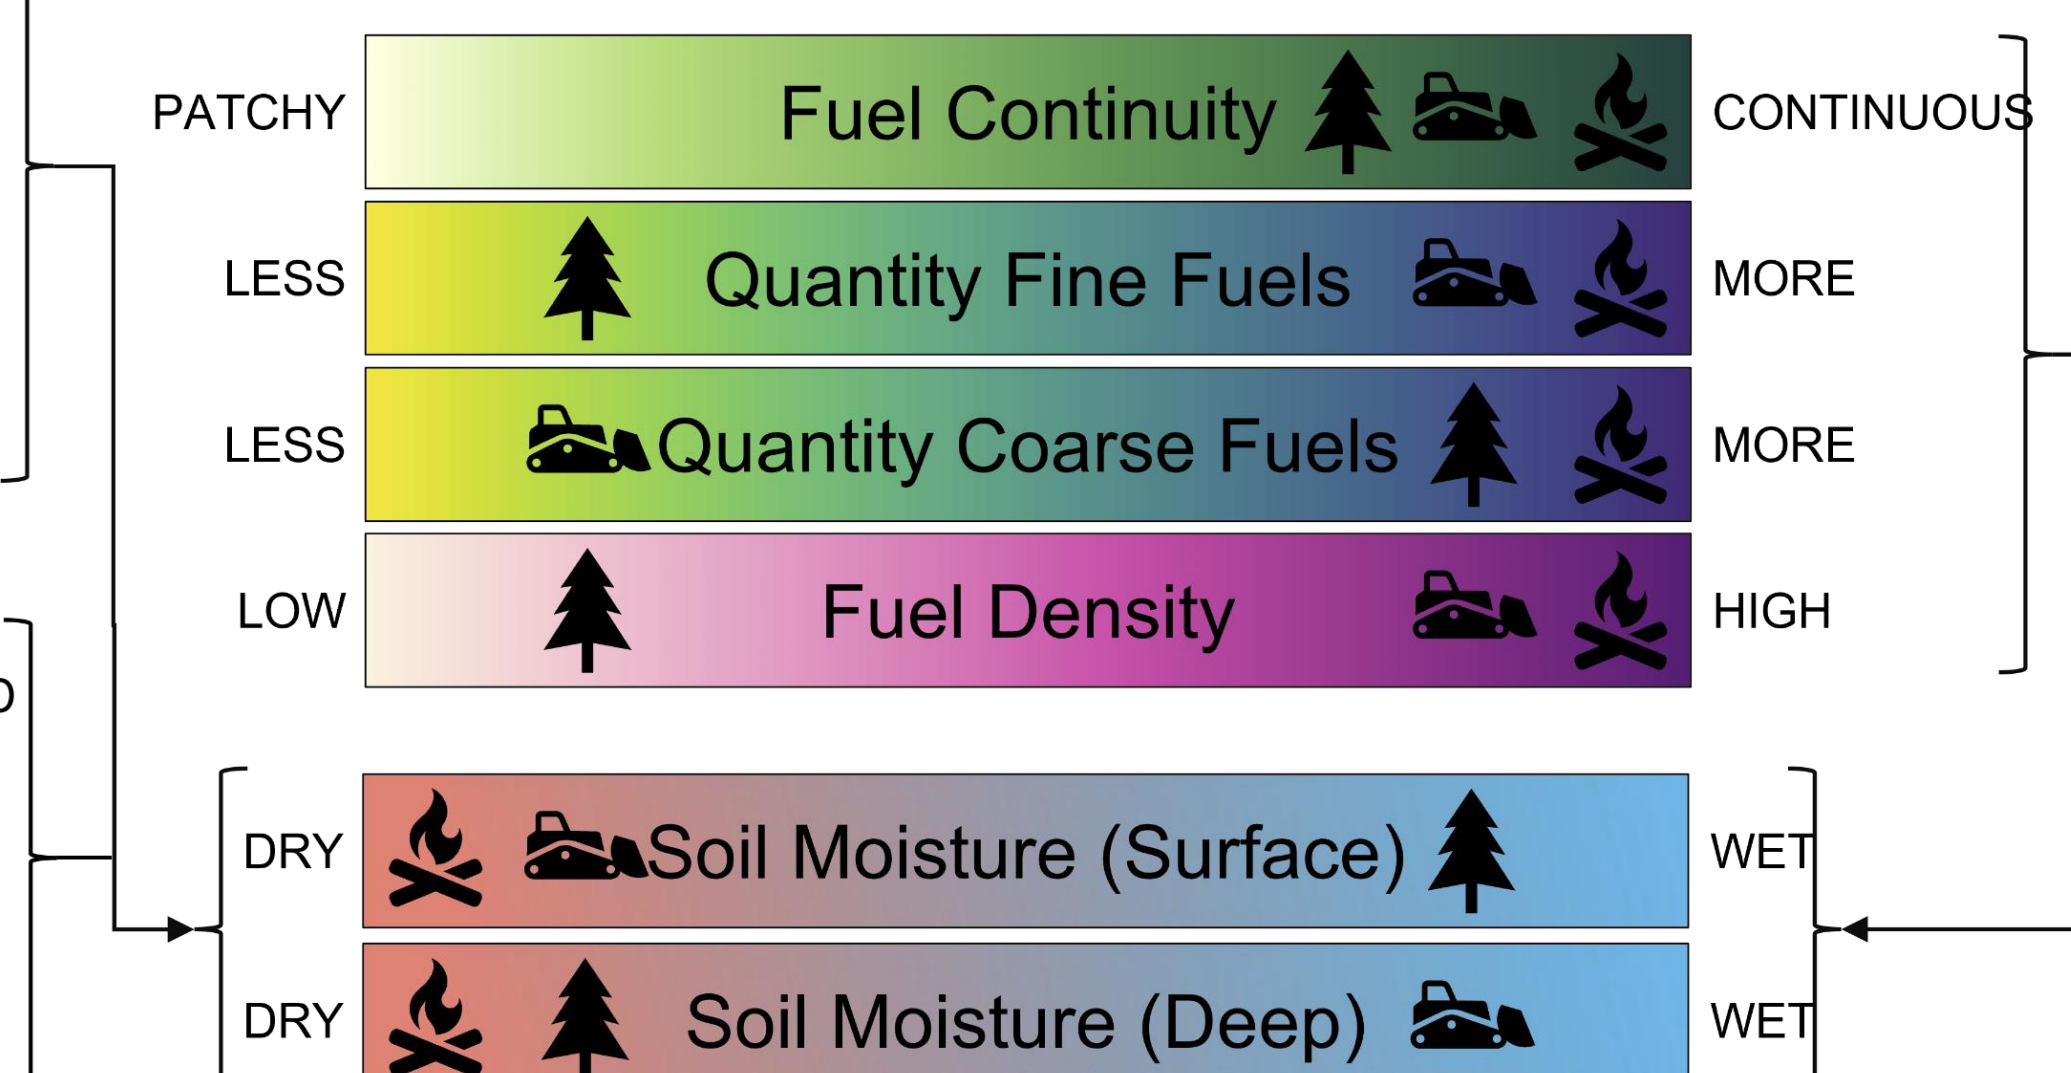 PATCHY Fuel Continuity CONTINUOUS
LESS Quantity Fine Fuels MORE
LESS Quantity Coarse Fuels MORE
LOW Fuel Density HIGH
DRY Soil Moisture (Surface) WET
DRY Soil Moisture (Deep) WET